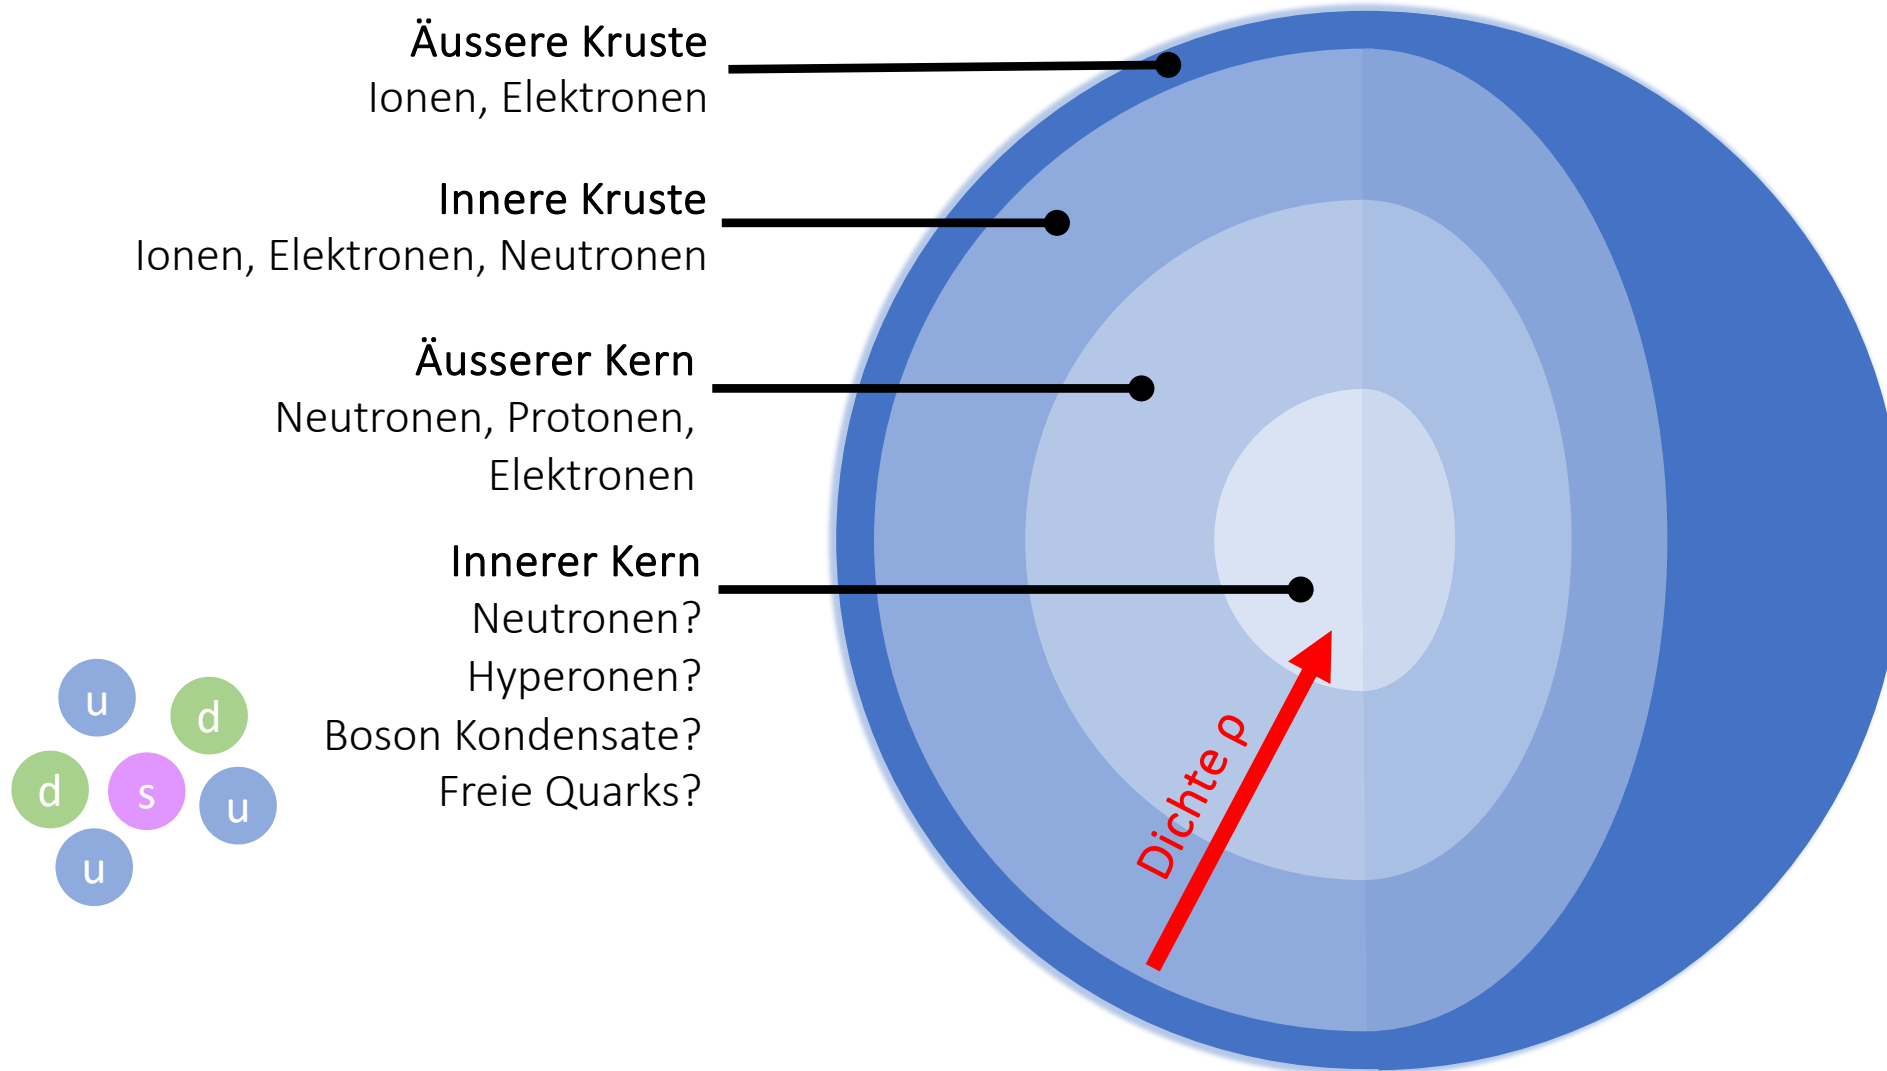 Äussere Kruste
Ionen, Elektronen
Innere Kruste
Ionen, Elektronen, Neutronen
Äusserer Kern
Neutronen, Protonen,
Elektronen
Innerer Kern
Neutronen?
Hyperonen?
Boson Kondensate?
Freie Quarks?
u
d
d
s
u
u
Dichte ρ